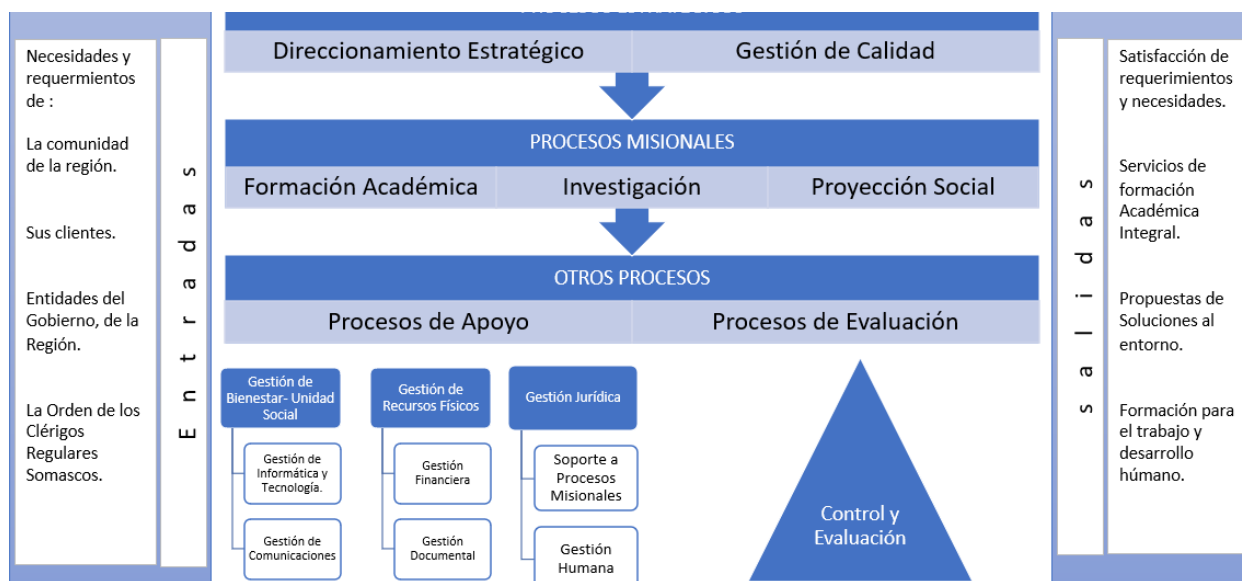 Necesidades y
requermientos
de :
La comunidad
de la región.
Sus clientes.
Entidades del
Gobierno, de la
Región.
La Orden de los
Clérigos
Regulares
Somascos.
Entradas
Direccionamiento Estratégico
Gestión de Calidad
PROCESOS MISIONALES
Formación Académica
Investigación
Proyección Social
OTROS PROCESOS
Procesos de Apoyo
Procesos de Evaluación
Gestión de
Bienestar- Unidad
Social
Gestión de
Informática y
Tecnología.
Gestión de
Comunicaciones
Gestión de
Recursos Físicos
Gestión
Financiera
Gestión
Documental
Gestión Jurídica
Soporte a
Procesos
Misionales
Gestión
Humana
Control y
Evaluación
salidas
Satisfacción de
requerimientos
y necesidades.
Servicios de
formación
Académica
Integral.
Propuestas de
Soluciones al
entorno.
Formación para
el trabajo y
desarrollo
húmano.